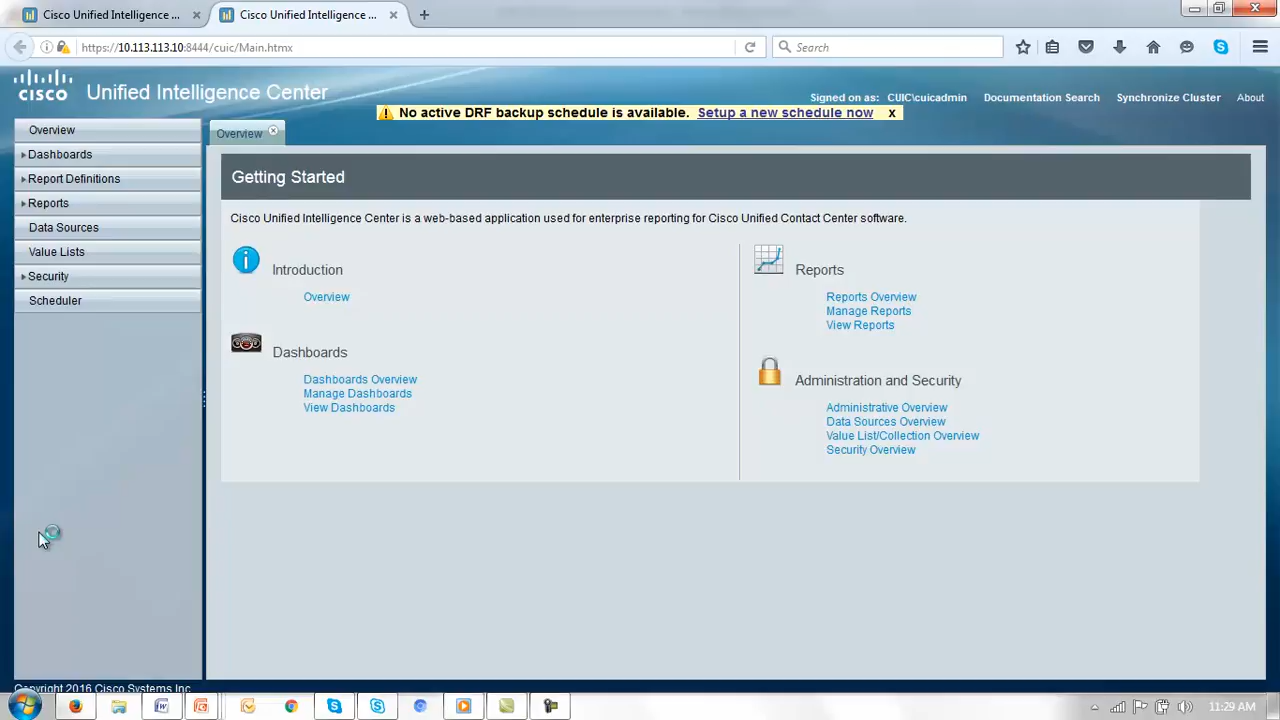 Cisco Unified Intelligence ...
Cisco Unified Intelligence Center ...
https://10.113.113.10:8444/cuic/Main.htmx
Search
CISCO
Unified Intelligence Center
No active DRF backup schedule is available. Setup a new schedule now x
Signed on as: CUIC\cuicadmin Documentation Search Synchronize Cluster About
Overview
Dashboards
Report Definitions
Reports
Data Sources
Value Lists
Security
Scheduler
Overview
Getting Started
Cisco Unified Intelligence Center is a web-based application used for enterprise reporting for Cisco Unified Contact Center software.
Introduction
Overview
Dashboards
Dashboards Overview
Manage Dashboards
View Dashboards
Reports
Reports Overview
Manage Reports
View Reports
Administration and Security
Administrative Overview
Data Sources Overview
Value List/Collection Overview
Security Overview
Copyright 2016 Cisco Systems Inc
11:29 AM